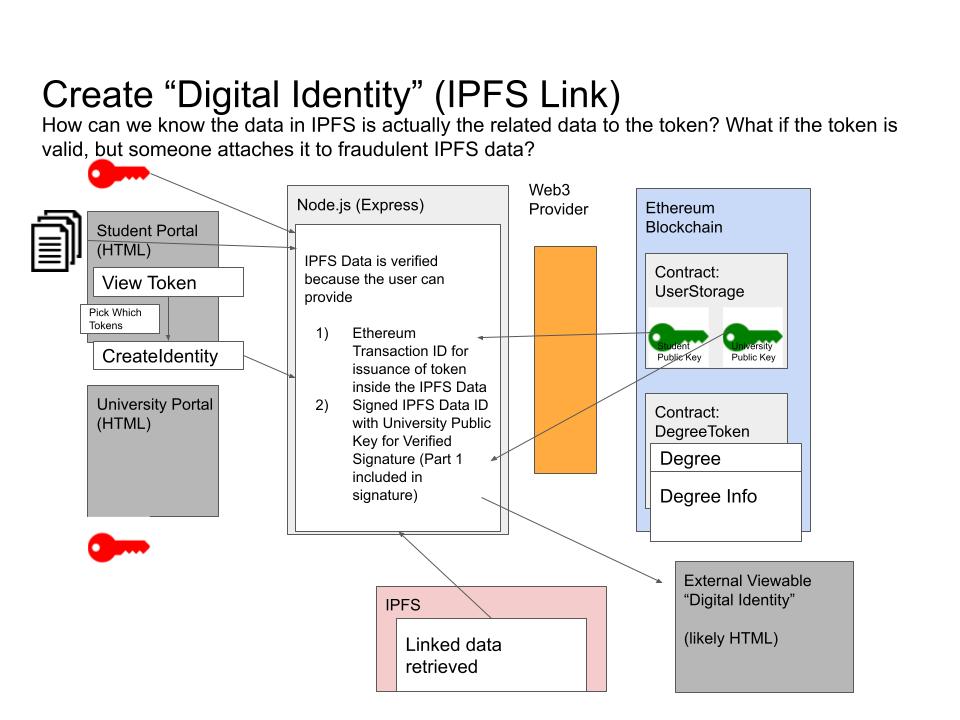 Create “Digital Identity” (IPFS Link)
How can we know the data in IPFS is actually the related data to the token? What if the token is
valid, but someone attaches it to fraudulent IPFS data?
Student Portal
(HTML)
View Token
Pick Which
Tokens
CreateIdentity
University Portal
(HTML)
Node.js (Express)
IPFS Data is verified
because the user can
provide
1) Ethereum
Transaction ID for
issuance of token
inside the IPFS Data
2) Signed IPFS Data ID
with University Public
Key for Verified
Signature (Part 1
included in
signature)
Web3
Provider
Ethereum
Blockchain
Contract:
UserStorage
Student
Public Key
University
Public Key
Contract:
DegreeToken
Degree
Degree Info
IPFS
Linked data
retrieved
External Viewable
“Digital Identity”
(likely HTML)